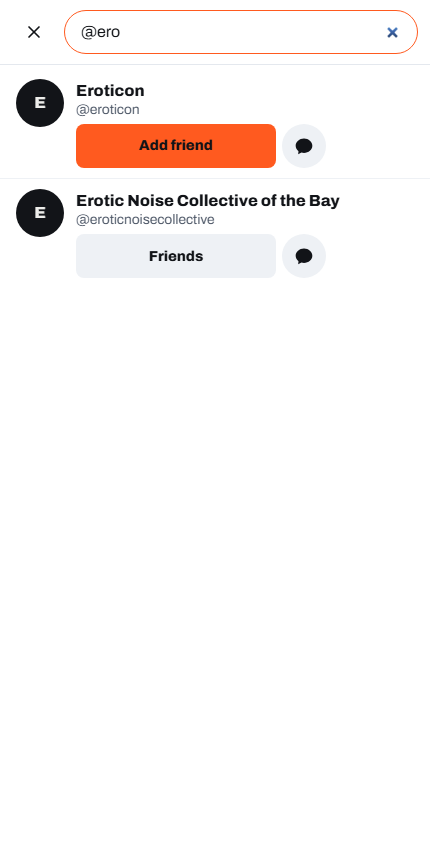 @ero
E
Eroticon
@eroticon
Add friend
E
Erotic Noise Collective of the Bay
@eroticnoisecollective
Friends